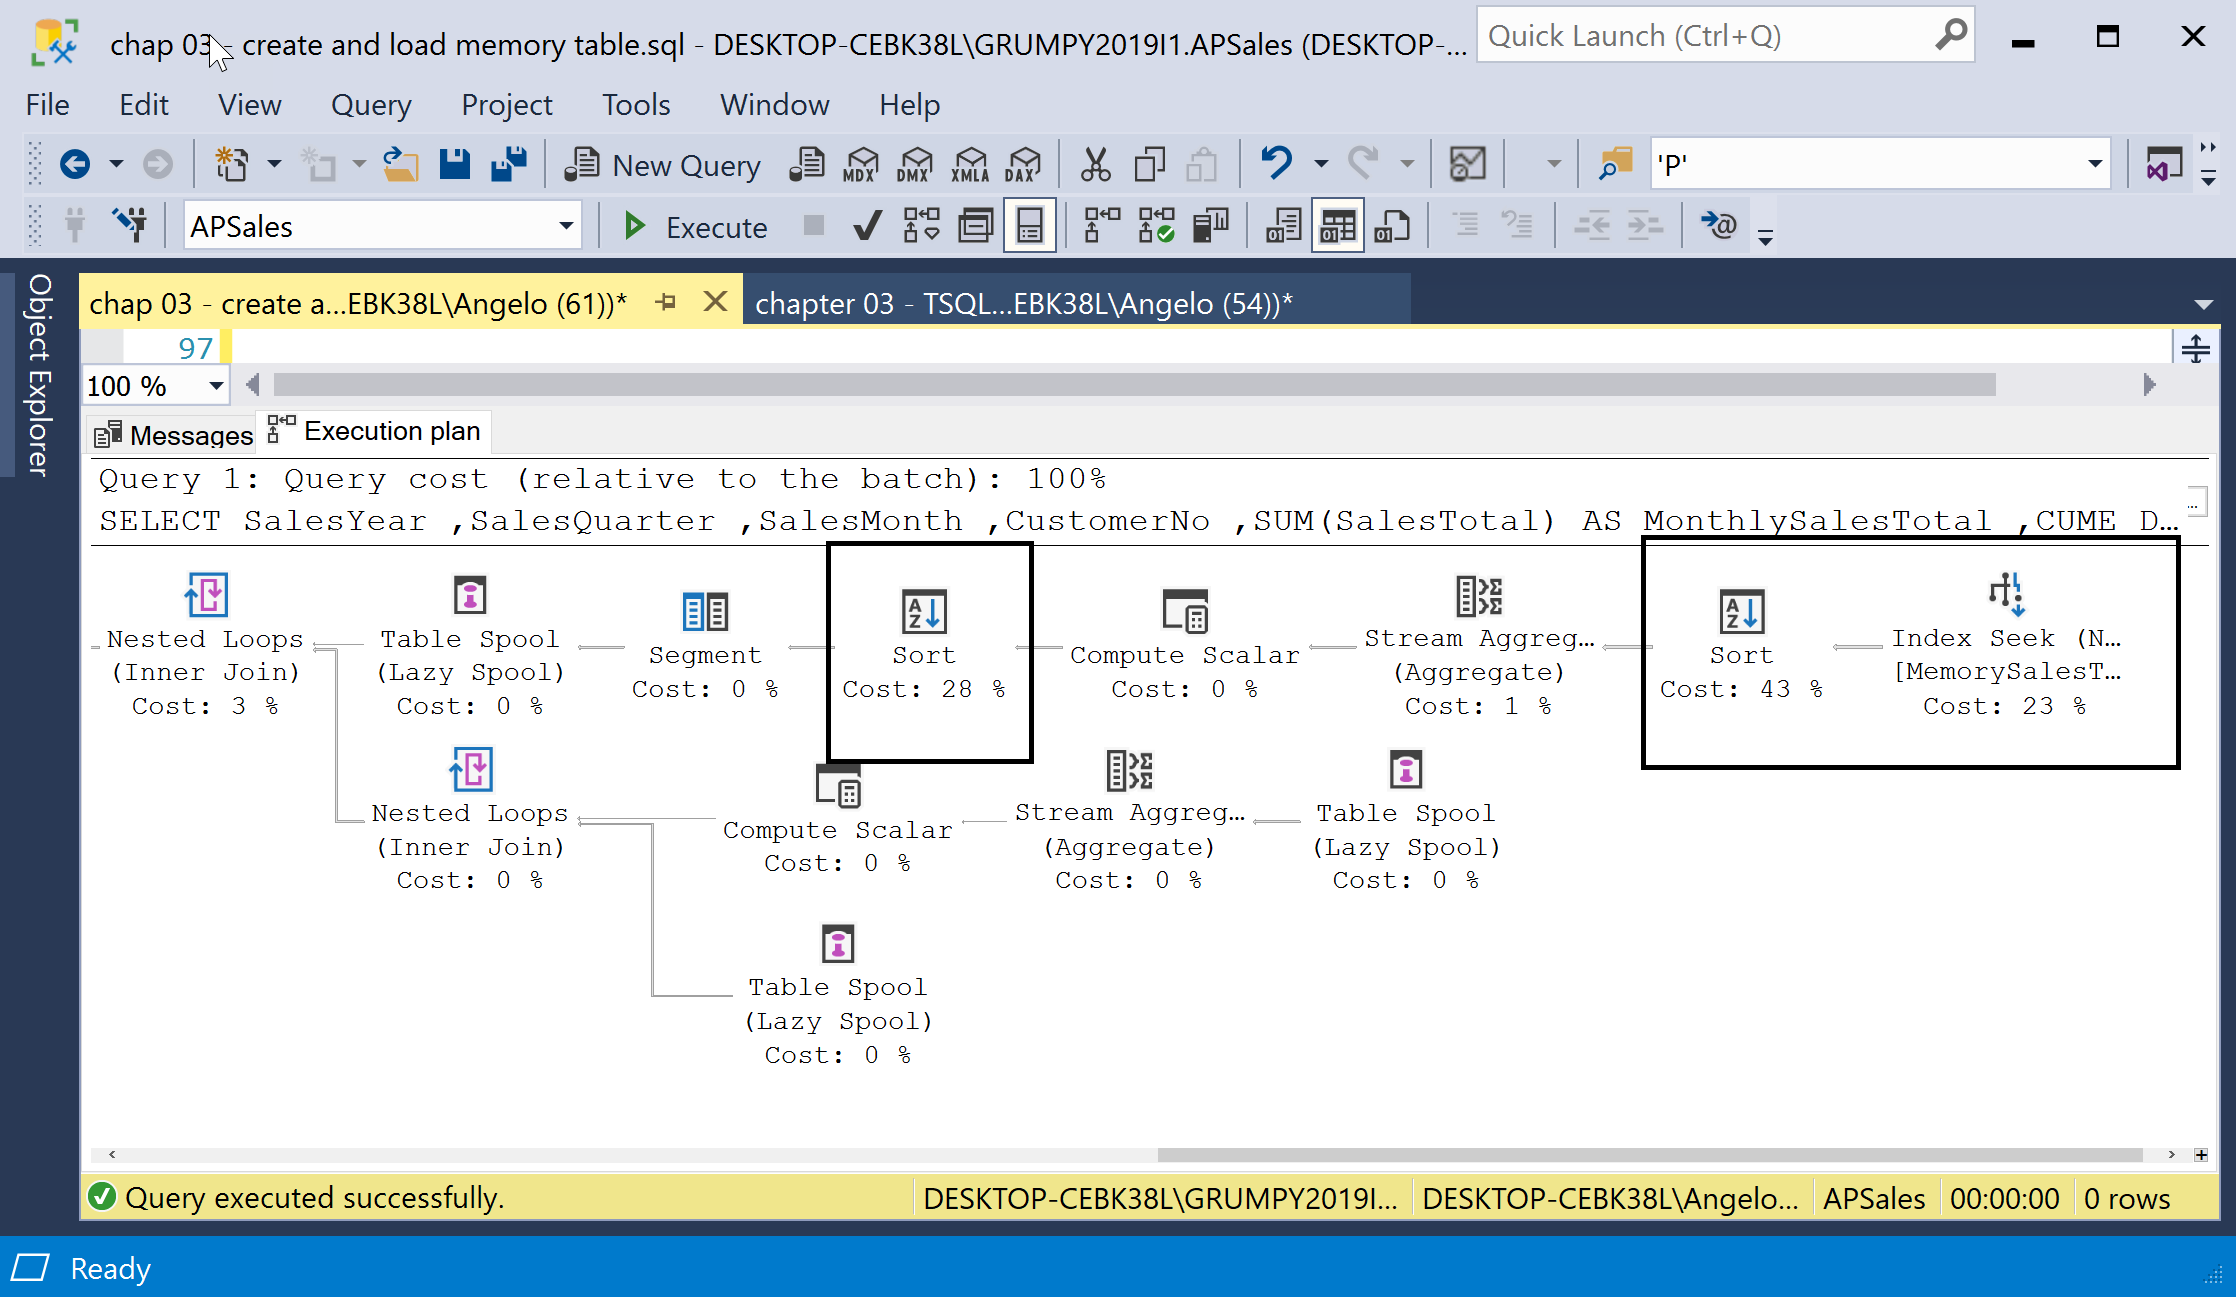 chap 03 - create and load memory table.sql - DESKTOP-CEBK38L\GRUMPY2019I1.APSales (DESKTOP-...
Quick Launch (Ctrl+Q)
File Edit View Query Project Tools Window Help
New Query MDX DMX XMLA DAX 'P'
APSales Execute
Object Explorer
chap 03 - create a...EBK38L\Angelo (61))* chapter 03 - TSQL...EBK38L\Angelo (54))*
97
100 %
Messages Execution plan
Query 1: Query cost (relative to the batch): 100%
SELECT SalesYear ,SalesQuarter ,SalesMonth ,CustomerNo ,SUM(SalesTotal) AS MonthlySalesTotal ,CUME D...
Nested Loops
(Inner Join)
Cost: 3 %
Table Spool
(Lazy Spool)
Cost: 0 %
Segment
Cost: 0 %
Sort
Cost: 28 %
Compute Scalar
Cost: 0 %
Stream Aggreg...
(Aggregate)
Cost: 1 %
Sort
Cost: 43 %
Index Seek (N...
[MemorySalesT...
Cost: 23 %
Nested Loops
(Inner Join)
Cost: 0 %
Compute Scalar
Cost: 0 %
Stream Aggreg...
(Aggregate)
Cost: 0 %
Table Spool
(Lazy Spool)
Cost: 0 %
Table Spool
(Lazy Spool)
Cost: 0 %
Query executed successfully. DESKTOP-CEBK38L\GRUMPY2019I... DESKTOP-CEBK38L\Angelo... APSales 00:00:00 0 rows
Ready